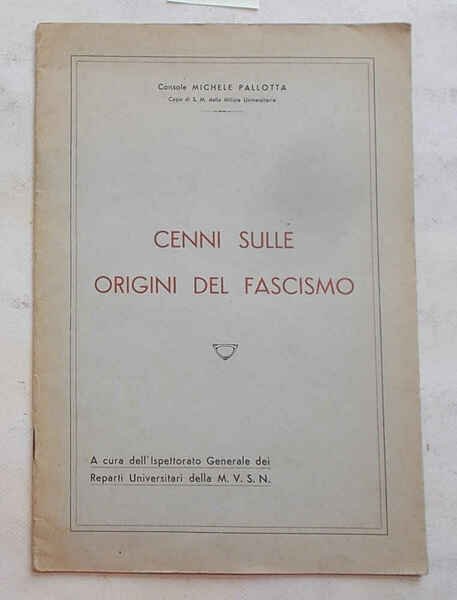 Console MICHELE PALLOTTA
Capo di S. M. della Milizia Universitaria
CENNI SULLE
ORIGINI DEL FASCISMO
A cura dell'Ispettorato Generale dei
Reparti Universitari della M. V. S. N.